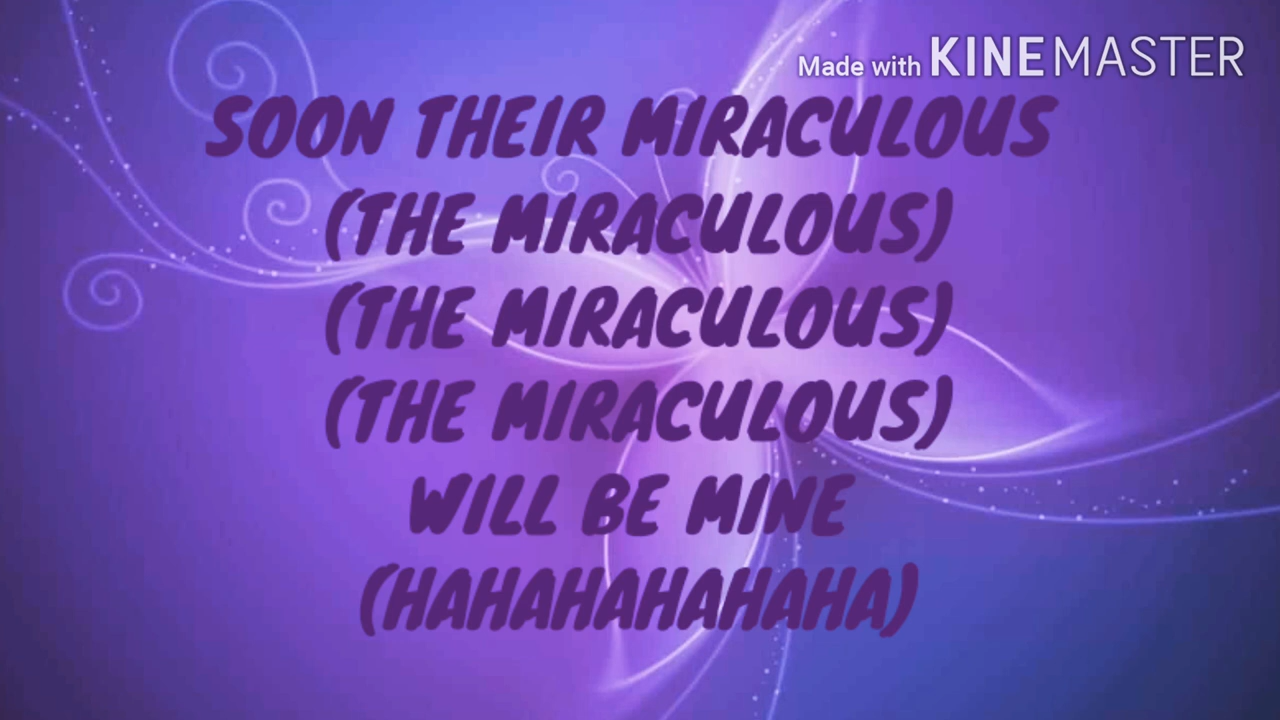 Made with KINEMASTER
SOON THEIR MIRACULOUS
(THE MIRACULOUS)
(THE MIRACULOUS)
(THE MIRACULOUS)
WILL BE MINE
(HAHAHAHAHAHA)